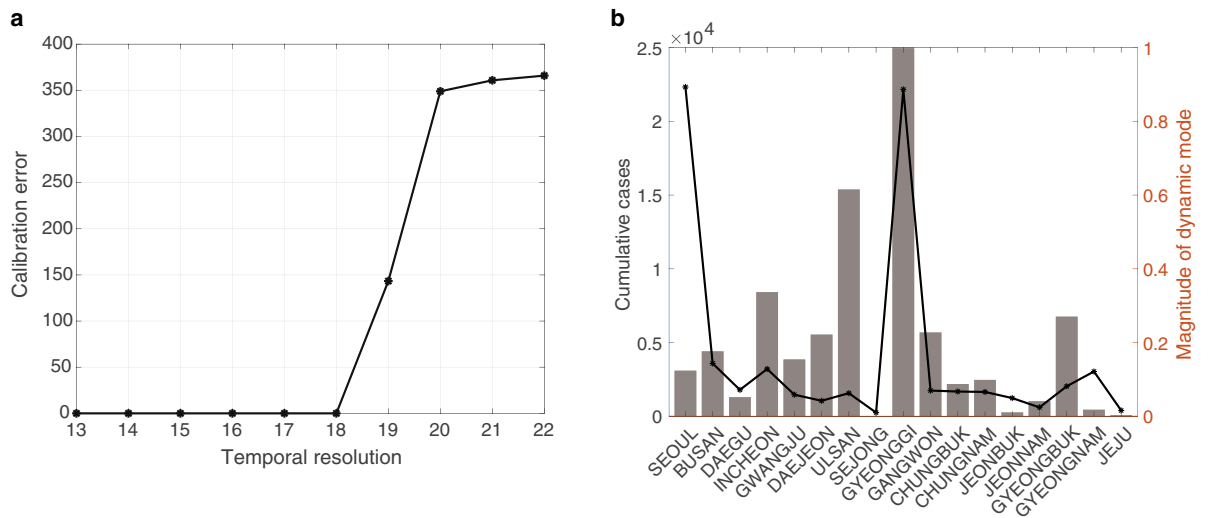 a
400
350
300
250
200
150
100
50
0
13 14 15 16 17 18 19 20 21 22
Temporal resolution
Calibration error
b
×10⁴
2.5
2
1.5
1
0.5
0
Cumulative cases
1
0.8
0.6
0.4
0.2
0
Magnitude of dynamic mode
SEOUL
BUSAN
DAEGU
INCHEON
GWANGJU
DAEJEON
ULSAN
SEJONG
GYEONGGI
GANGWON
CHUNGBUK
CHUNGNAM
JEONBUK
JEONNAM
GYEONGBUK
GYEONGNAM
JEJU